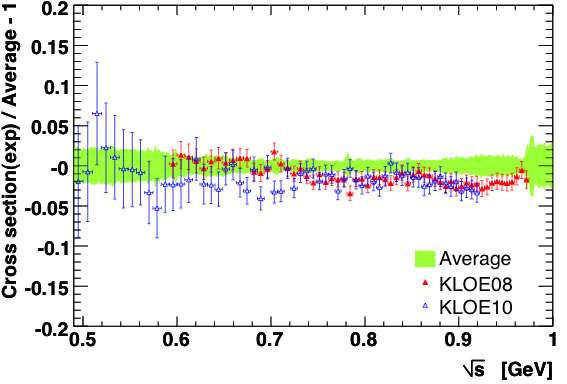 Cross section(exp) / Average - 1
0.2
0.15
0.1
0.05
-0
-0.05
-0.1
-0.15
-0.2
Average
KLOE08
KLOE10
0.5 0.6 0.7 0.8 0.9 1
√s [GeV]